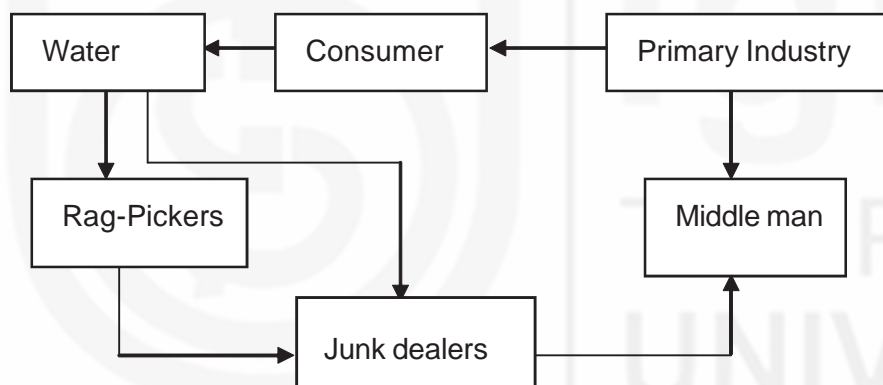 Water
Consumer
Primary Industry
Rag-Pickers
Middle man
Junk dealers